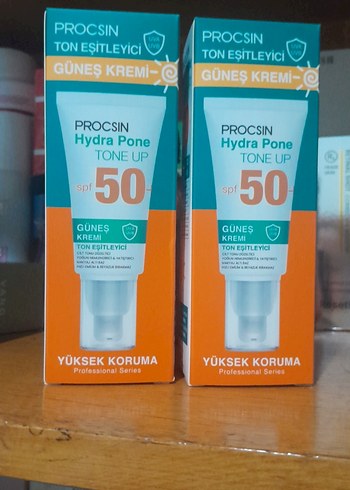 PROCSIN
TON EŞİTLEYİCİ
GÜNEŞ KREMİ
PROCSIN
Hydra Pone
TONE UP
spf 50
GÜNEŞ
KREMİ
TON EŞİTLEYİCİ
YÜKSEK KORUMA
Professional Series
PROCSIN
TON EŞİTLEYİCİ
GÜNEŞ KREMİ
PROCSIN
Hydra Pone
TONE UP
spf 50
GÜNEŞ
KREMİ
TON EŞİTLEYİCİ
YÜKSEK KORUMA
Professional Series